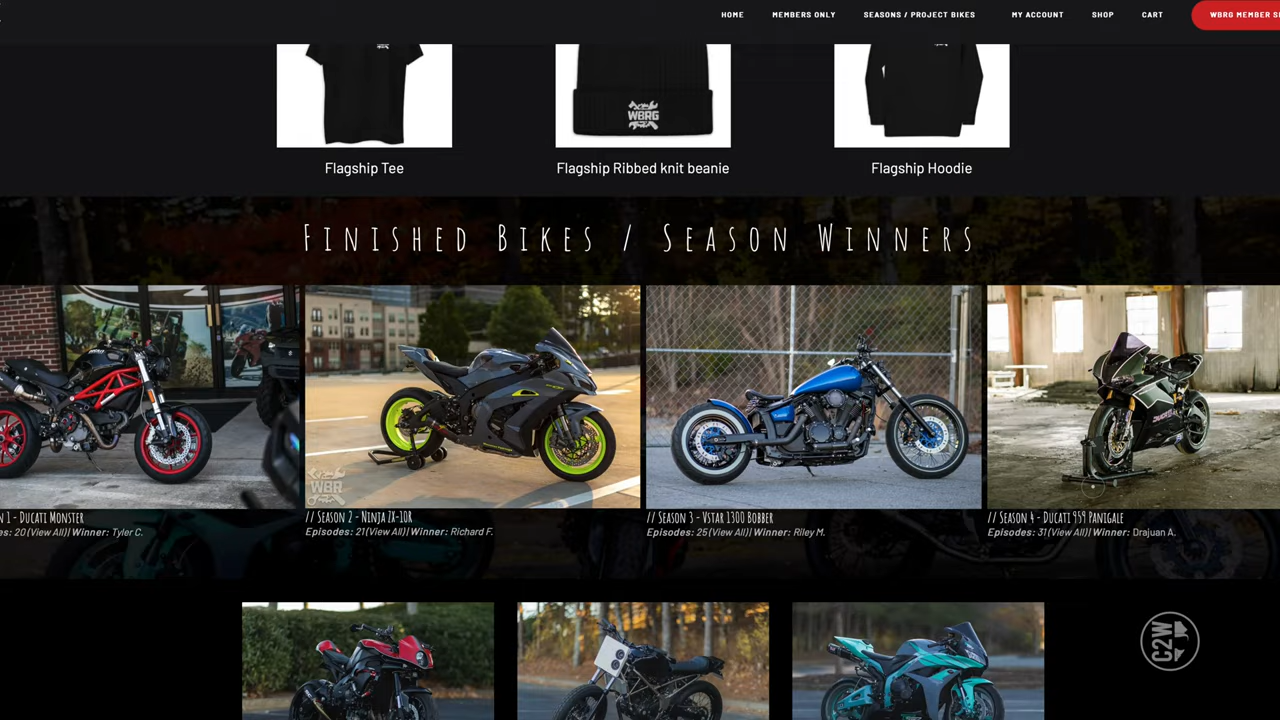 HOME MEMBERS ONLY SEASONS / PROJECT BIKES MY ACCOUNT SHOP CART WBRG MEMBER
WBRG
Flagship Tee
Flagship Ribbed knit beanie
Flagship Hoodie
Finished Bikes / Season Winners
1 - Ducati Monster
20 (View All) | Winner: Tyler C.
// Season 2 - Ninja ZX-10R
Episodes: 21 (View All) | Winner: Richard F.
// Season 3 - Vstar 1300 Bobber
Episodes: 25 (View All) | Winner: Riley M.
// Season 4 - Ducati 959 Panigale
Episodes: 31 (View All) | Winner: Drajuan A.
WBR
C2W